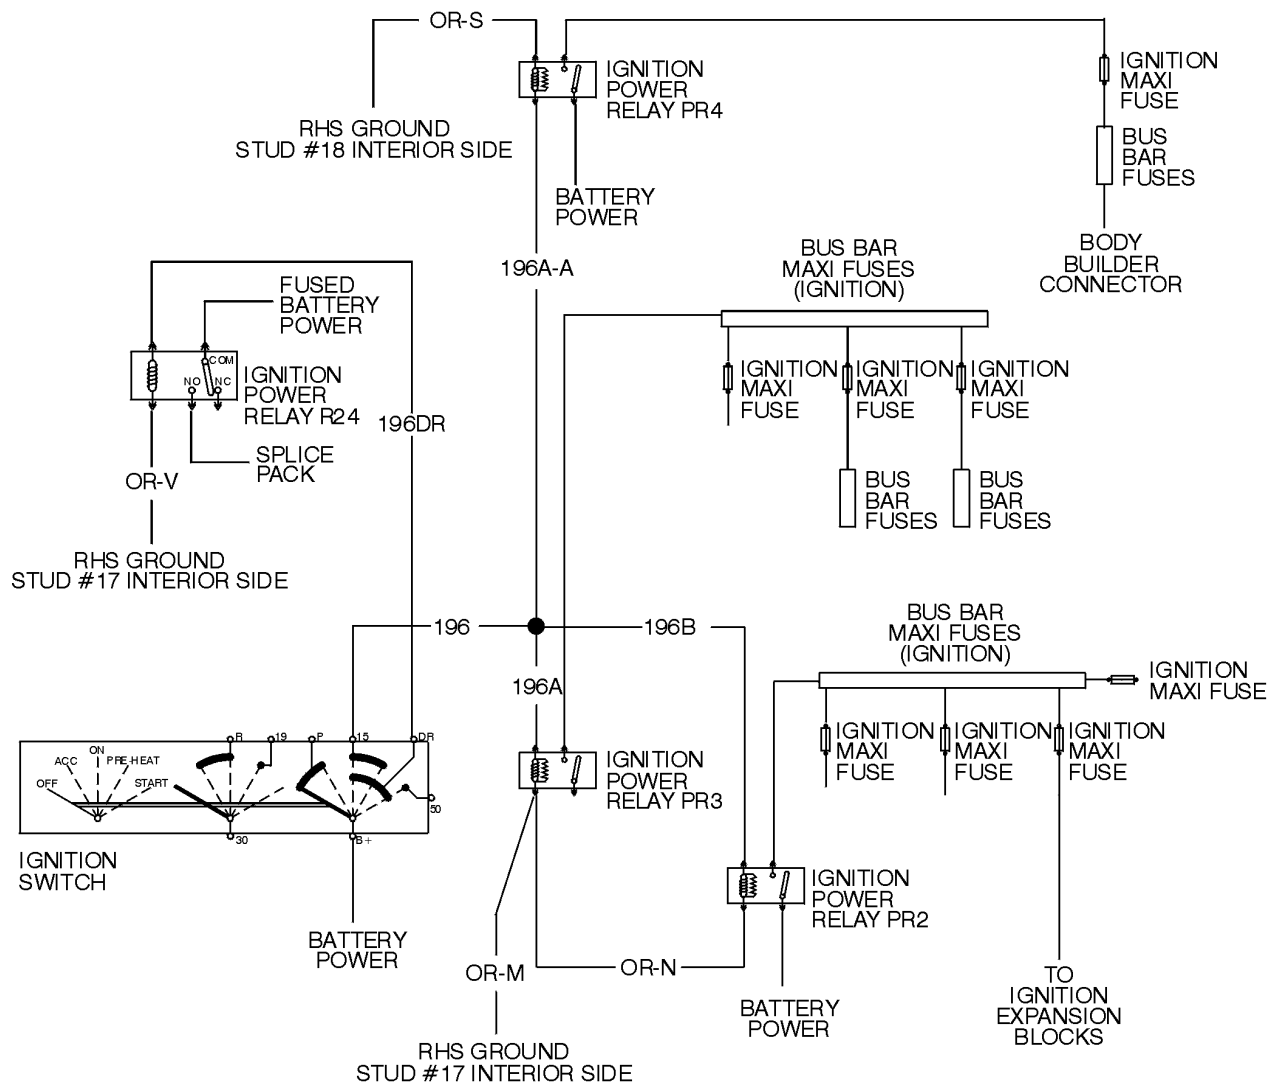 OR-S
IGNITION
POWER
RELAY PR4
IGNITION
MAXI
FUSE
RHS GROUND
STUD #18 INTERIOR SIDE
BUS
BAR
FUSES
BATTERY
POWER
196A-A
BODY
BUILDER
CONNECTOR
BUS BAR
MAXI FUSES
(IGNITION)
FUSED
BATTERY
POWER
COM
NO
NC
IGNITION
POWER
RELAY R24
IGNITION
MAXI
FUSE
IGNITION
MAXI
FUSE
IGNITION
MAXI
FUSE
196DR
SPLICE
PACK
OR-V
BUS
BAR
FUSES
BUS
BAR
FUSES
RHS GROUND
STUD #17 INTERIOR SIDE
196
196B
BUS BAR
MAXI FUSES
(IGNITION)
IGNITION
MAXI FUSE
196A
R
19
P
15
DR
OFF
ACC
ON
PRE-HEAT
START
50
30
B+
IGNITION
SWITCH
IGNITION
POWER
RELAY PR3
IGNITION
MAXI
FUSE
IGNITION
MAXI
FUSE
IGNITION
MAXI
FUSE
IGNITION
POWER
RELAY PR2
BATTERY
POWER
OR-M
OR-N
BATTERY
POWER
TO
IGNITION
EXPANSION
BLOCKS
RHS GROUND
STUD #17 INTERIOR SIDE